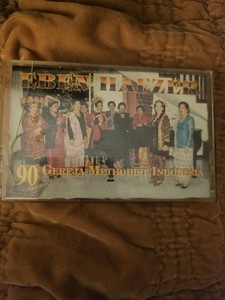 EBEN HAEZER
90 GEREJA METHODIST INDONESIA